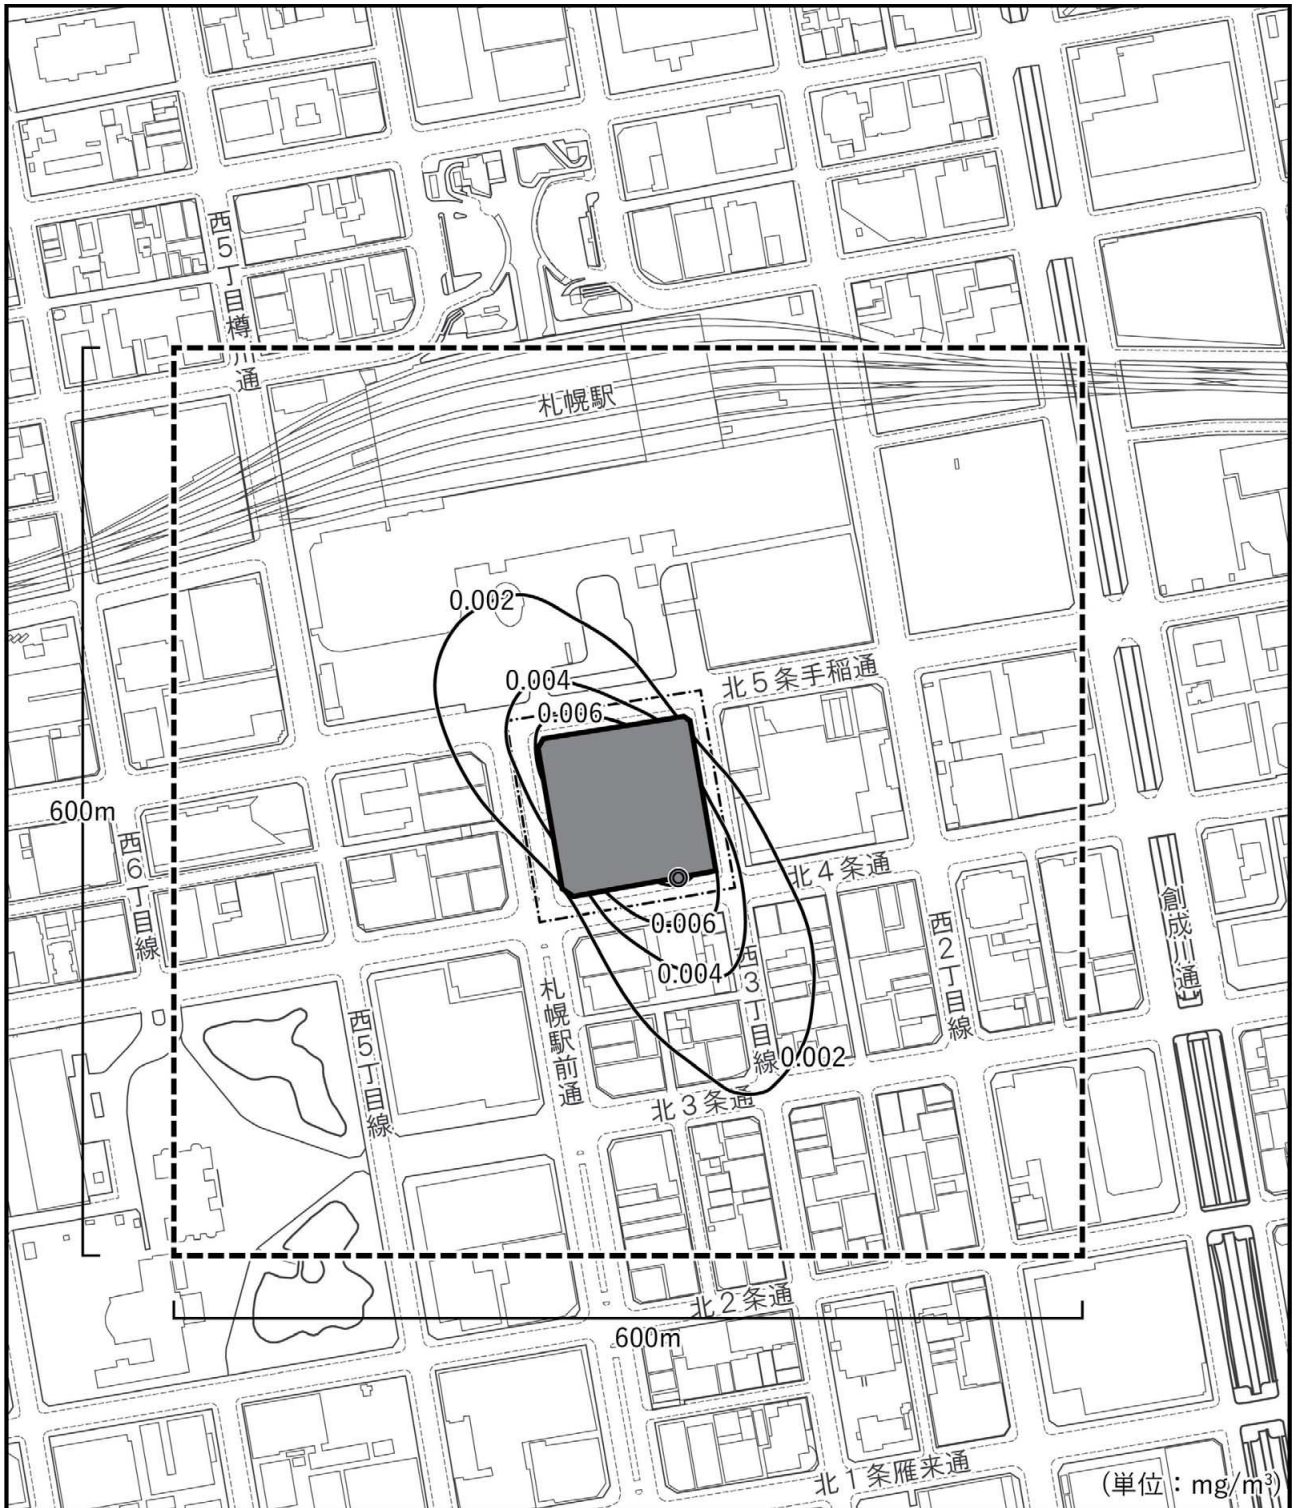 西5丁目樽川通
札幌駅
0.002
0.004
北5条手稲通
0.006
600m
西6丁目線
北4条通
0.006
西2丁目線
創成川通
0.004
西3丁目線
札幌駅前通
西5丁目線
0.002
北3条通
北2条通
600m
北1条雁来通
(単位：mg/m³)